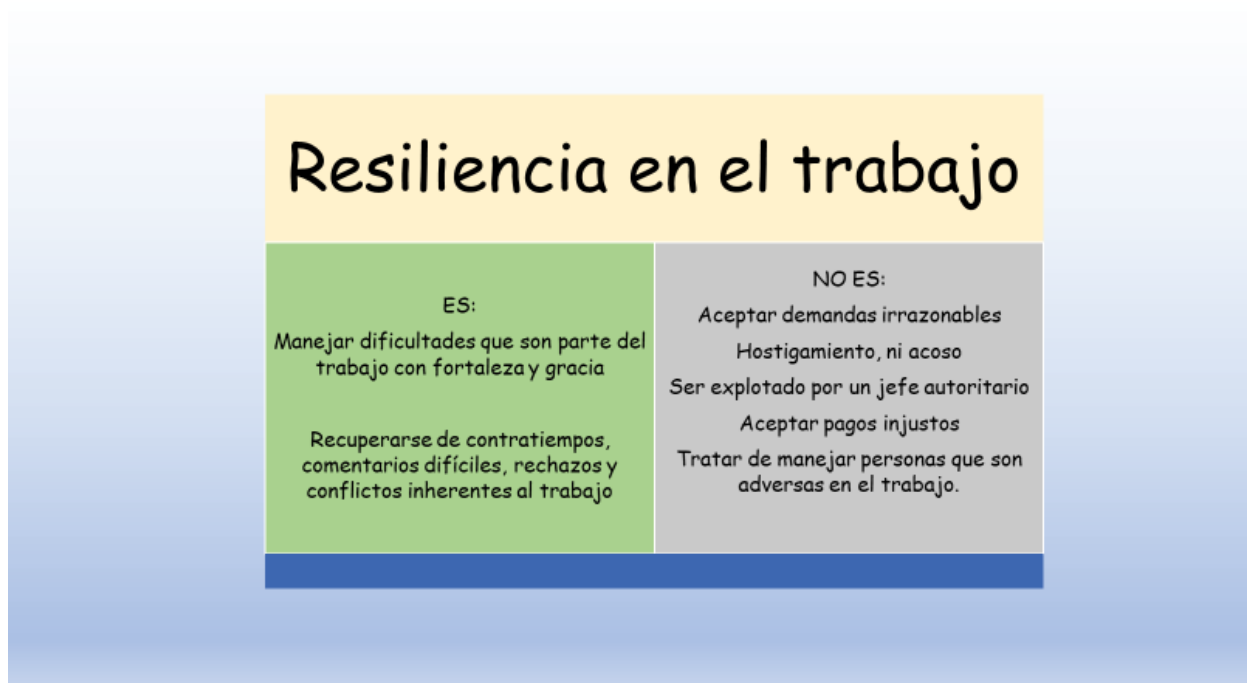 Resiliencia en el trabajo
ES:
Manejar dificultades que son parte del
trabajo con fortaleza y gracia
Recuperarse de contratiempos,
comentarios difíciles, rechazos y
conflictos inherentes al trabajo
NO ES:
Aceptar demandas irrazonables
Hostigamiento, ni acoso
Ser explotado por un jefe autoritario
Aceptar pagos injustos
Tratar de manejar personas que son
adversas en el trabajo.